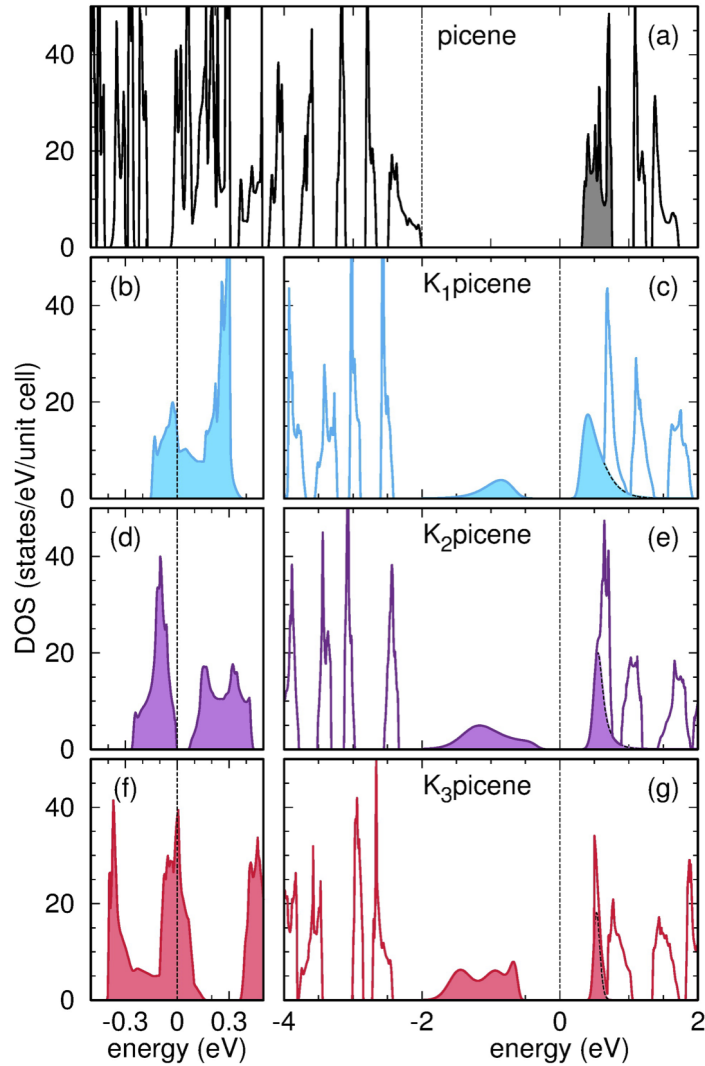 40
20
0
picene
(a)
DOS (states/eV/unit cell)
40
20
0
(b)
K1picene
(c)
40
20
0
(d)
K2picene
(e)
40
20
0
(f)
K3picene
(g)
-0.3 0 0.3
-4 -2 0 2
energy (eV)
energy (eV)